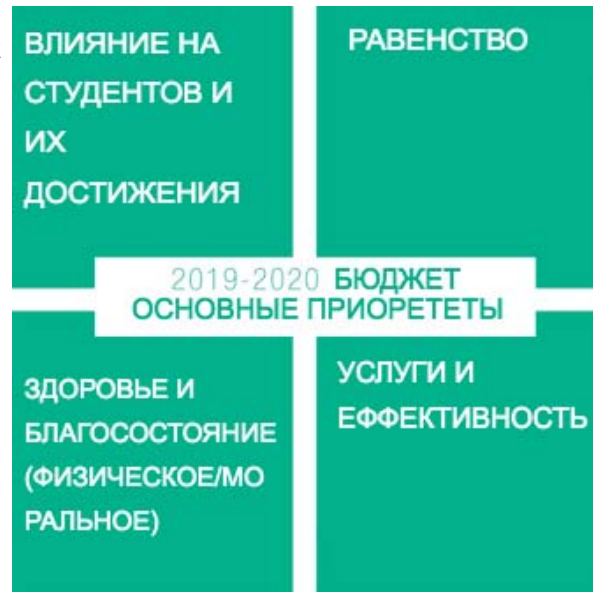 ВЛИЯНИЕ НА
СТУДЕНТОВ И
ИХ
ДОСТИЖЕНИЯ
РАВЕНСТВО
2019-2020 БЮДЖЕТ
ОСНОВНЫЕ ПРИОРЕТЕТЫ
ЗДОРОВЬЕ И
БЛАГОСОСТОЯНИЕ
(ФИЗИЧЕСКОЕ/МО
РАЛЬНОЕ)
УСЛУГИ И
ЕФФЕКТИВНОСТЬ